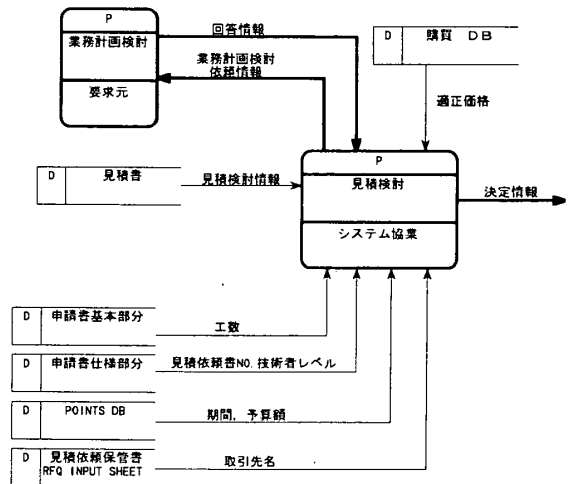 P
業務計画検討
要求元
回答情報
業務計画検討
依頼情報
D 購買 DB
適正価格
D 見積書
見積検討情報
P
見積検討
システム協業
決定情報
D 申請書基本部分
工数
D 申請書仕様部分
見積依頼書NO.技術者レベル
D POINTS DB
期間, 予算額
D 見積依頼保管書
RFQ INPUT SHEET
取引先名